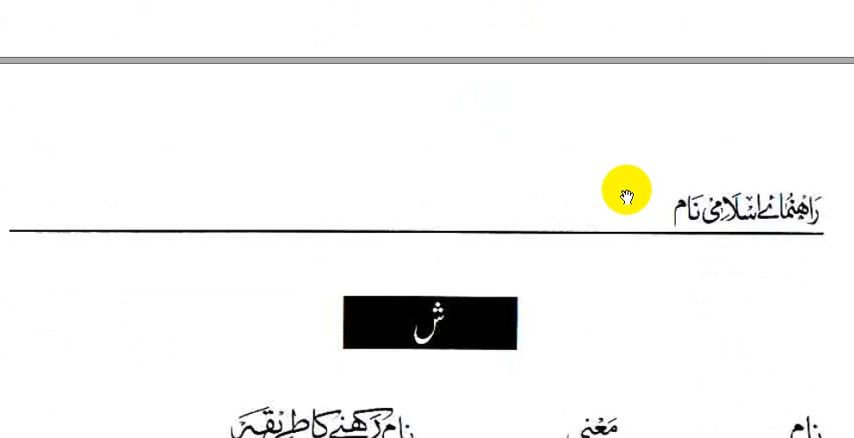 راہنمائے اسلامی نام
ش
نام معنی نام رکھنے کا طریقہ